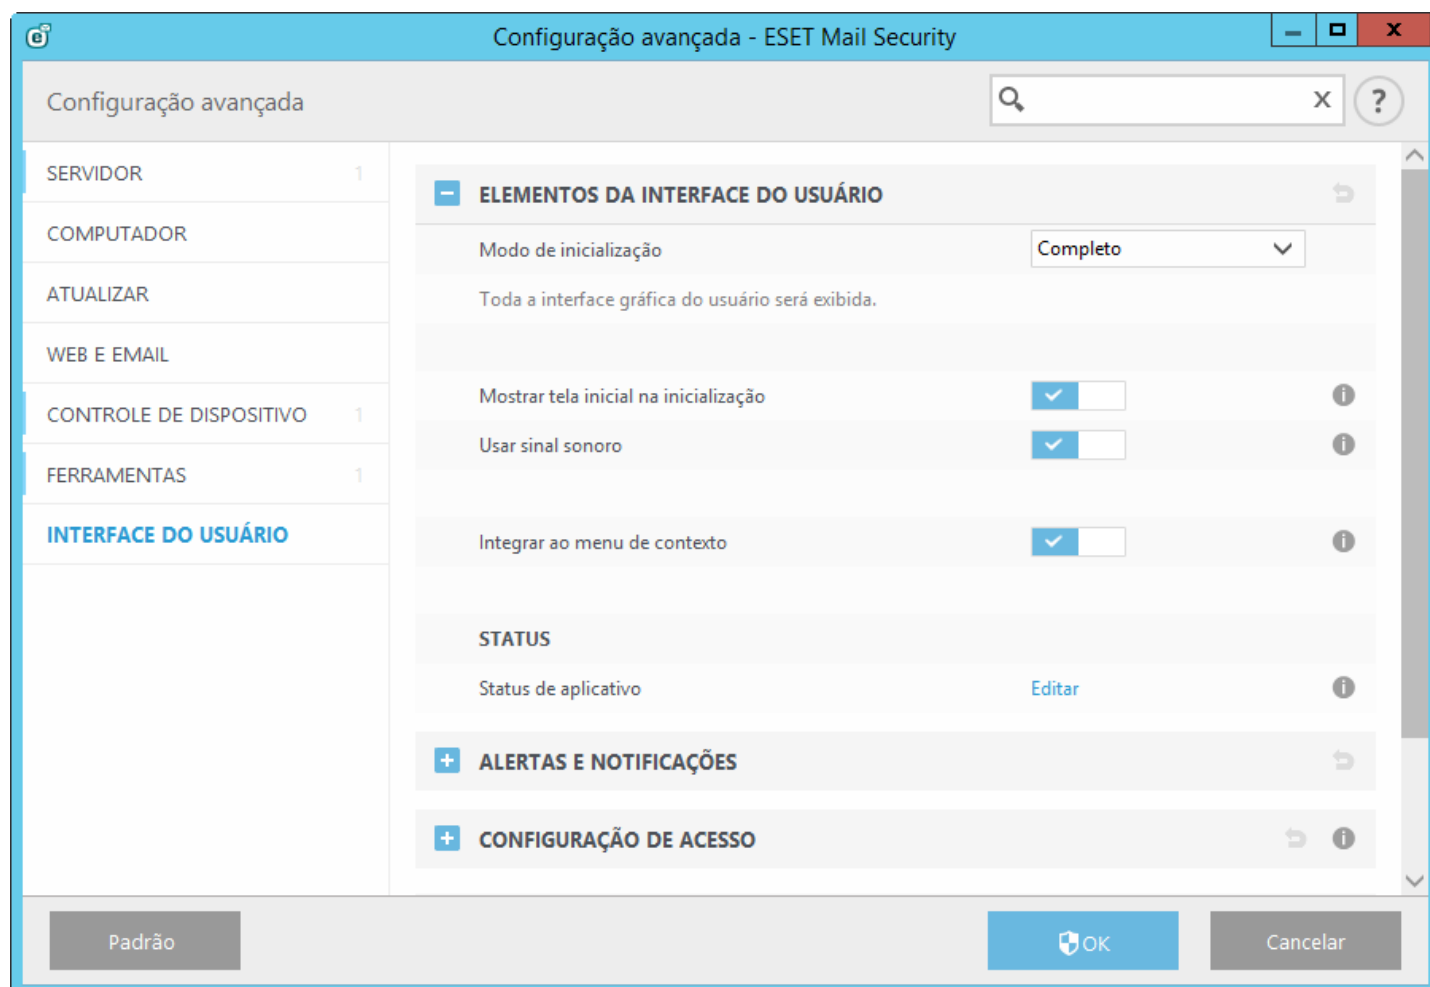 Configuração avançada - ESET Mail Security
Configuração avançada
SERVIDOR 1
COMPUTADOR
ATUALIZAR
WEB E EMAIL
CONTROLE DE DISPOSITIVO 1
FERRAMENTAS 1
INTERFACE DO USUÁRIO
ELEMENTOS DA INTERFACE DO USUÁRIO
Modo de inicialização Completo
Toda a interface gráfica do usuário será exibida.
Mostrar tela inicial na inicialização
Usar sinal sonoro
Integrar ao menu de contexto
STATUS
Status de aplicativo Editar
ALERTAS E NOTIFICAÇÕES
CONFIGURAÇÃO DE ACESSO
Padrão OK Cancelar